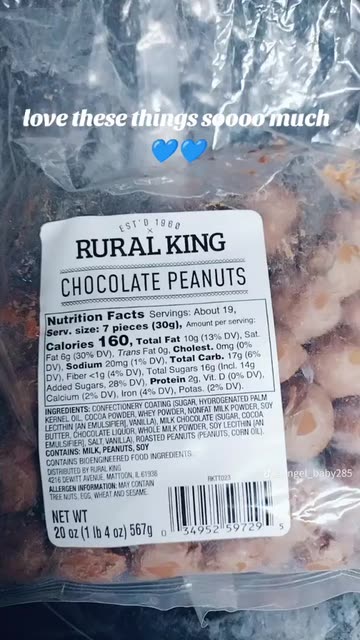 love these things soooo much
💙💙
EST'D 1960
×
RURAL KING
CHOCOLATE PEANUTS
Nutrition Facts Servings: About 19,
Serv. size: 7 pieces (30g), Amount per serving:
Calories 160, Total Fat 10g (13% DV), Sat.
Fat 6g (30% DV), Trans Fat 0g, Cholest. 0mg (0%
DV), Sodium 20mg (1% DV), Total Carb. 17g (6%
DV), Fiber <1g (4% DV), Total Sugars 16g (Incl. 14g
Added Sugars, 28% DV), Protein 2g, Vit. D (0% DV),
Calcium (2% DV), Iron (4% DV), Potas. (2% DV).
INGREDIENTS: CONFECTIONERY COATING (SUGAR, HYDROGENATED PALM
KERNEL OIL, COCOA POWDER, WHEY POWDER, NONFAT MILK POWDER, SOY
LECITHIN [AN EMULSIFIER], VANILLA), MILK CHOCOLATE (SUGAR, COCOA
BUTTER, CHOCOLATE LIQUOR, WHOLE MILK POWDER, SOY LECITHIN [AN
EMULSIFIER], SALT, VANILLA), ROASTED PEANUTS (PEANUTS, CORN OIL).
CONTAINS: MILK, PEANUTS, SOY
CONTAINS BIOENGINEERED FOOD INGREDIENTS.
DISTRIBUTED BY RURAL KING
4216 DEWITT AVENUE, MATTOON, IL 61938
ALLERGEN INFORMATION: MAY CONTAIN
TREE NUTS, EGG, WHEAT AND SESAME.
RKTT023
NET WT
20 oz (1 lb 4 oz) 567g
0 34952 59729 5
ngel_baby285